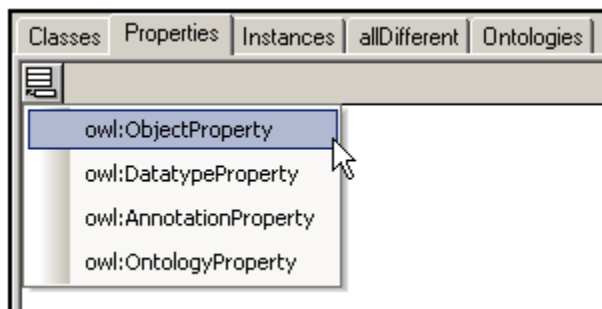 Classes Properties Instances allDifferent Ontologies
owl:ObjectProperty
owl:DatatypeProperty
owl:AnnotationProperty
owl:OntologyProperty